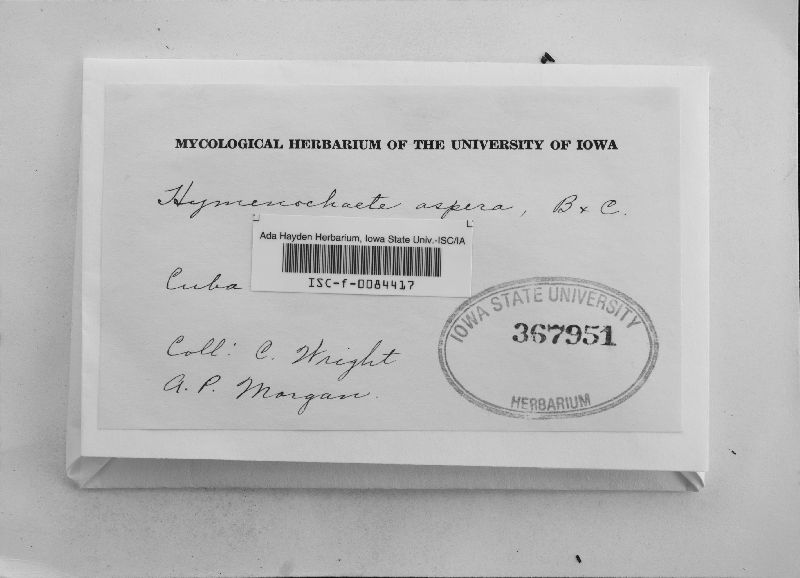 MYCOLOGICAL HERBARIUM OF THE UNIVERSITY OF IOWA
Hymenochaete aspera, B & C.
Ada Hayden Herbarium, Iowa State Univ.-ISC/IA
ISC-f-0084417
Cuba
IOWA STATE UNIVERSITY
367951
HERBARIUM
Coll: C. Wright
A. P. Morgan.